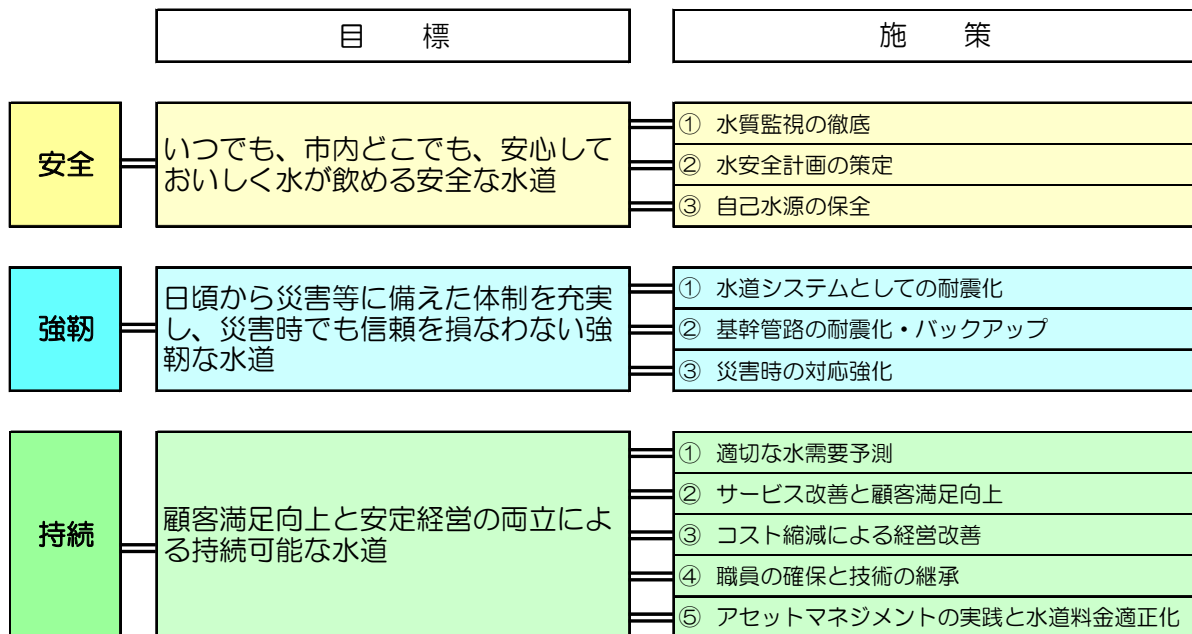 目　標
施　策
安全
いつでも、市内どこでも、安心して
おいしく水が飲める安全な水道
① 水質監視の徹底
② 水安全計画の策定
③ 自己水源の保全
強靭
日頃から災害等に備えた体制を充実
し、災害時でも信頼を損なわない強
靭な水道
① 水道システムとしての耐震化
② 基幹管路の耐震化・バックアップ
③ 災害時の対応強化
持続
顧客満足向上と安定経営の両立によ
る持続可能な水道
① 適切な水需要予測
② サービス改善と顧客満足向上
③ コスト縮減による経営改善
④ 職員の確保と技術の継承
⑤ アセットマネジメントの実践と水道料金適正化